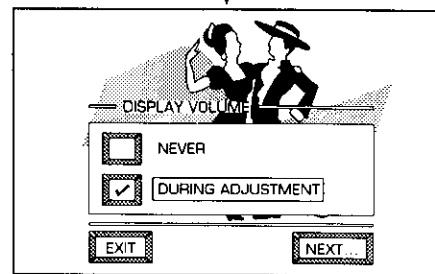 DISPLAY VOLUME
NEVER
✓ DURING ADJUSTMENT
EXIT NEXT...